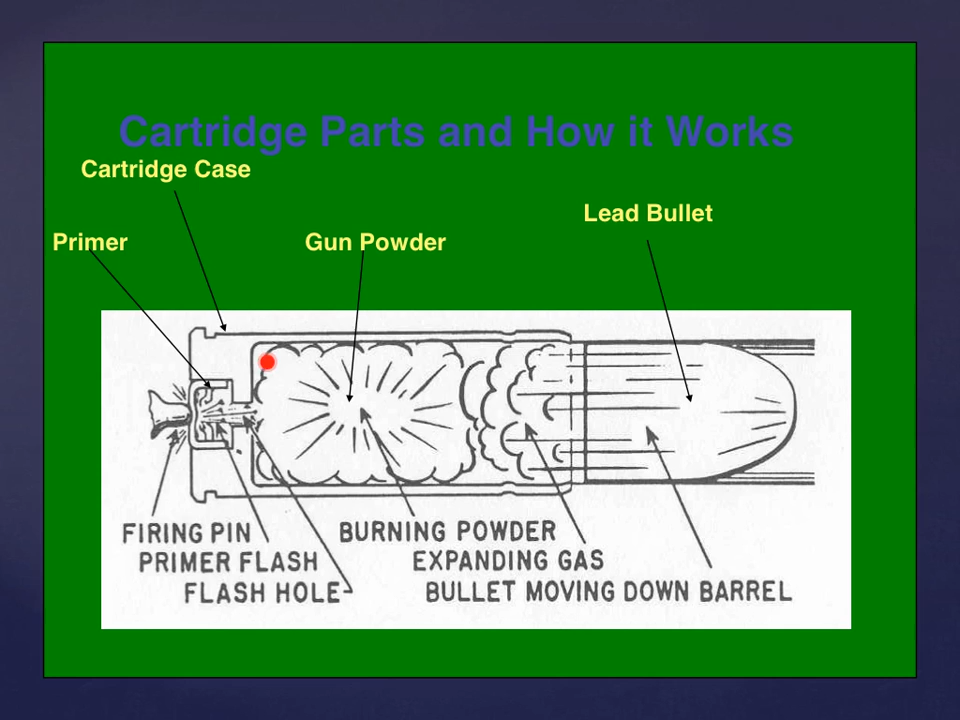 Cartridge Parts and How it Works
Cartridge Case
Lead Bullet
Primer
Gun Powder
FIRING PIN
BURNING POWDER
PRIMER FLASH
EXPANDING GAS
FLASH HOLE
BULLET MOVING DOWN BARREL